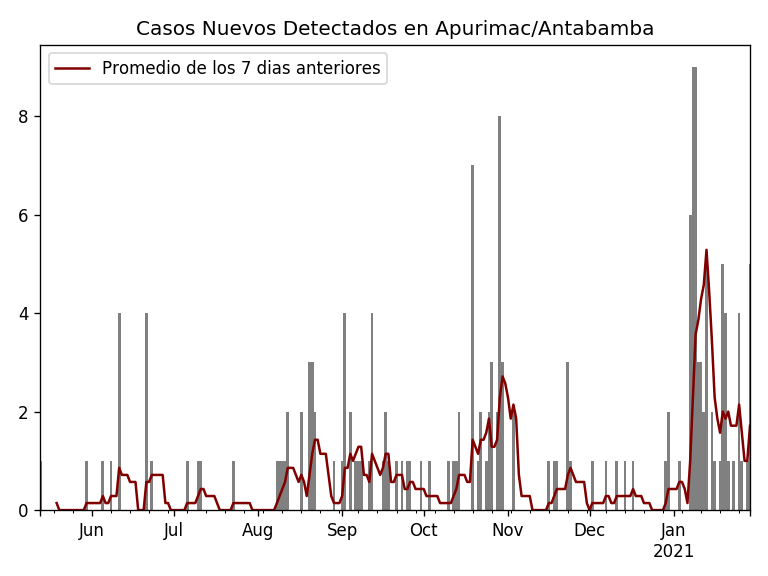 Casos Nuevos Detectados en Apurimac/Antabamba
Promedio de los 7 dias anteriores
8
6
4
2
0
Jun Jul Aug Sep Oct Nov Dec Jan
2021